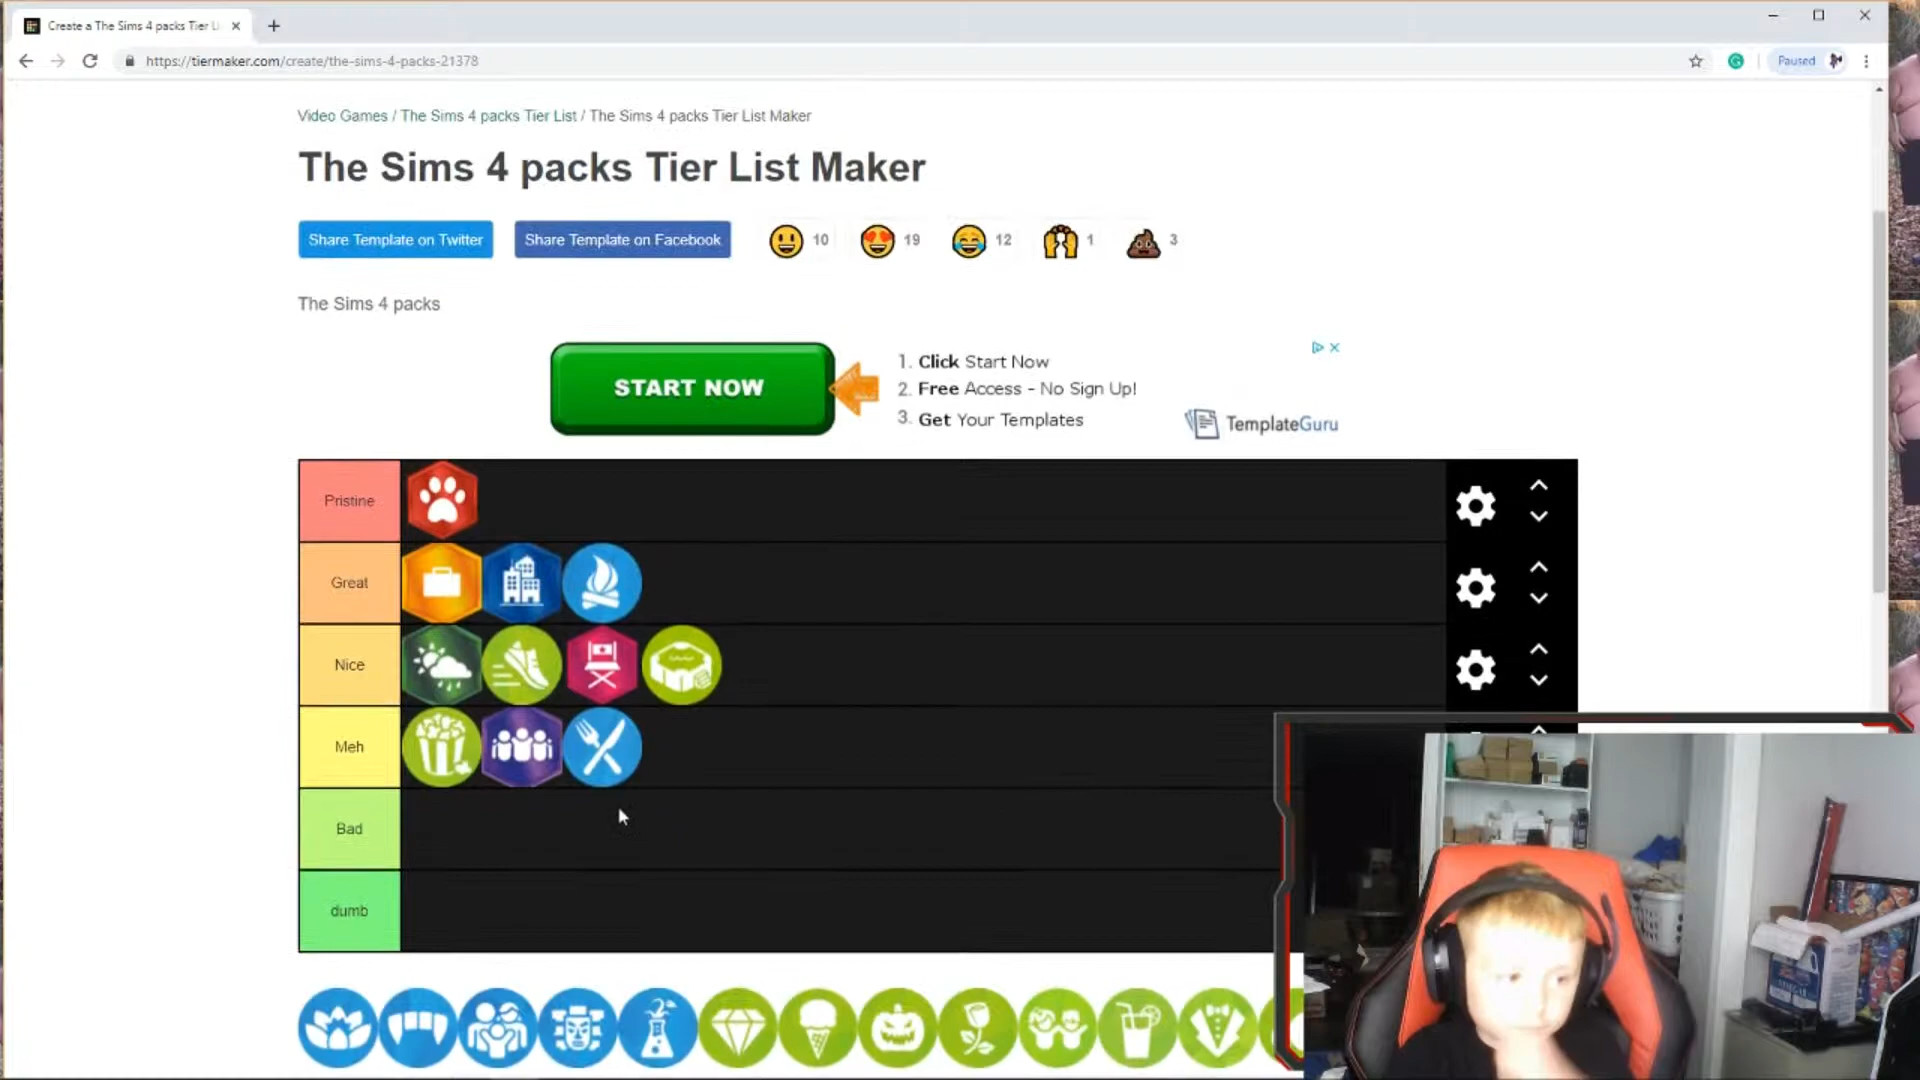 Create a The Sims 4 packs Tier Li
https://tiermaker.com/create/the-sims-4-packs-21378
Paused
Video Games / The Sims 4 packs Tier List / The Sims 4 packs Tier List Maker
The Sims 4 packs Tier List Maker
Share Template on Twitter
Share Template on Facebook
10
19
12
1
3
The Sims 4 packs
START NOW
1. Click Start Now
2. Free Access - No Sign Up!
3. Get Your Templates
TemplateGuru
Pristine
Great
Nice
Meh
Bad
dumb